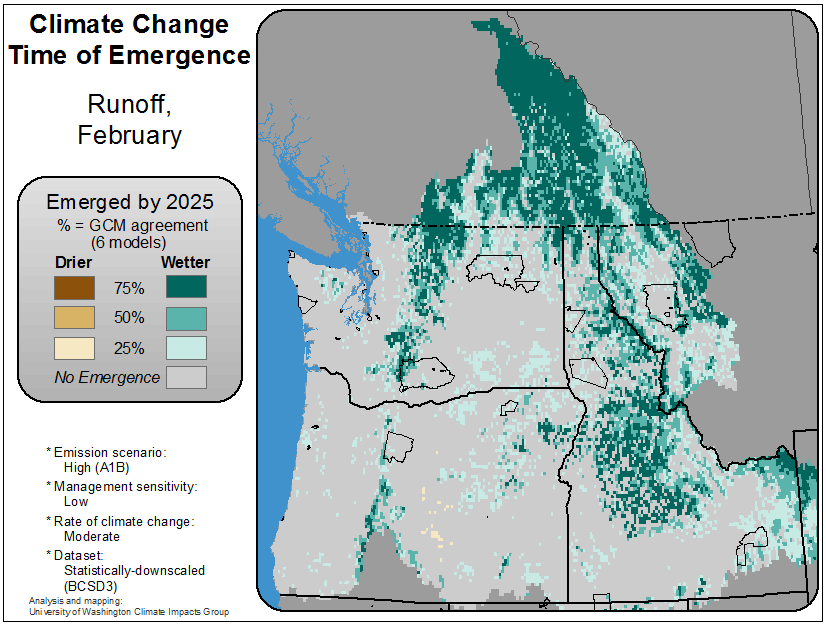 Climate Change
Time of Emergence
Runoff,
February
Emerged by 2025
% = GCM agreement
(6 models)
Drier Wetter
75%
50%
25%
No Emergence
* Emission scenario:
High (A1B)
* Management sensitivity:
Low
* Rate of climate change:
Moderate
* Dataset:
Statistically-downscaled
(BCSD3)
Analysis and mapping:
University of Washington Climate Impacts Group